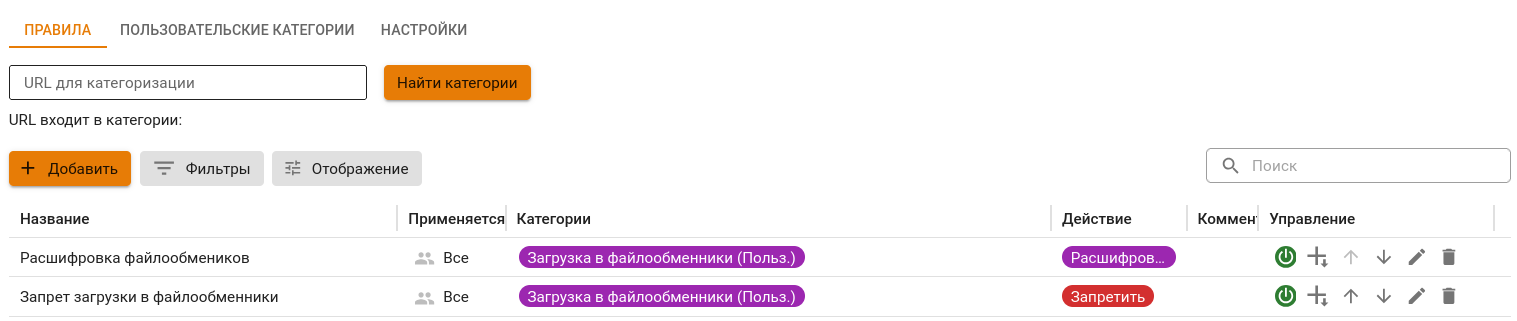 ПРАВИЛА ПОЛЬЗОВАТЕЛЬСКИЕ КАТЕГОРИИ НАСТРОЙКИ
URL для категоризации Найти категории
URL входит в категории:
Добавить Фильтры Отображение Поиск
Название Применяется Категории Действие Коммент Управление
Расшифровка файлообмеников Все Загрузка в файлообменники (Польз.) Расшифров…
Запрет загрузки в файлообменники Все Загрузка в файлообменники (Польз.) Запретить